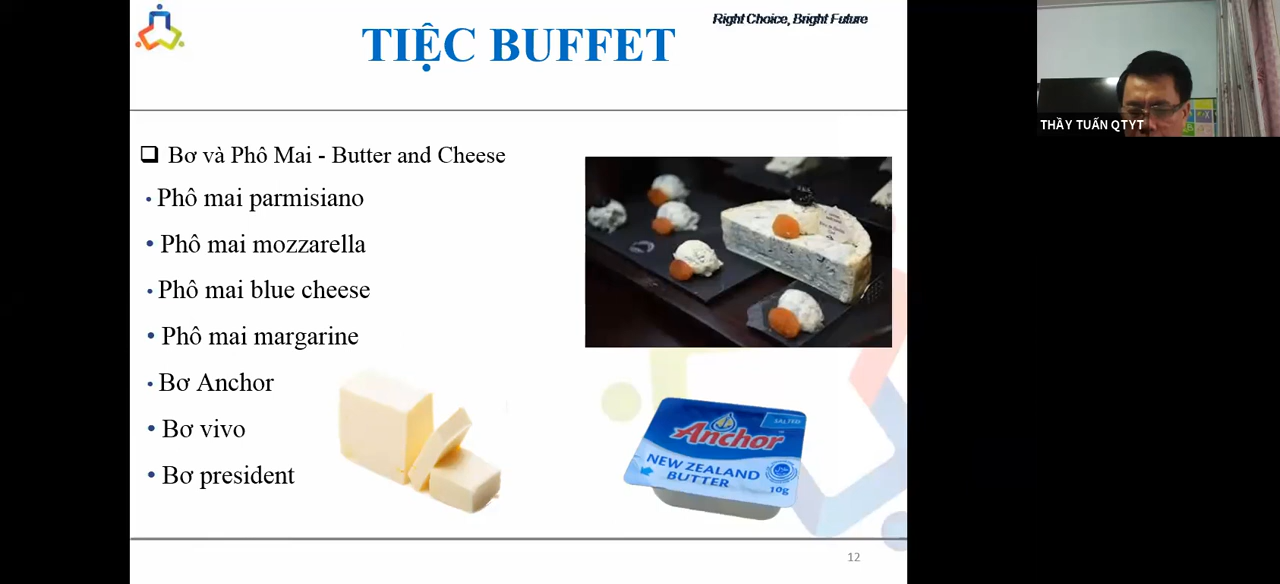 Right Choice, Bright Future
TIỆC BUFFET
THẦY TUẤN QTYT
Bơ và Phô Mai - Butter and Cheese
Phô mai parmisiano
Phô mai mozzarella
Phô mai blue cheese
Phô mai margarine
Bơ Anchor
Bơ vivo
Bơ president
SALTED
Anchor
NEW ZEALAND
BUTTER
10g
12